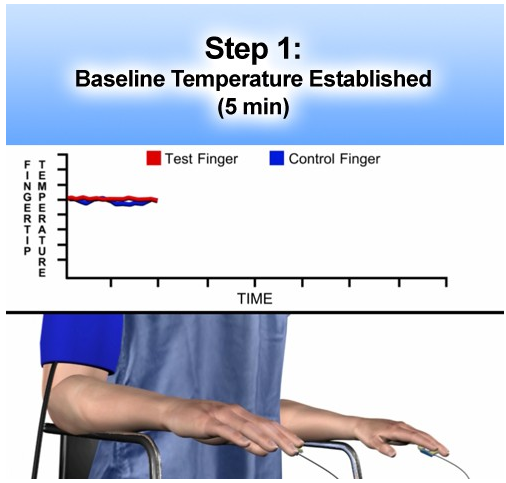 Step 1:
Baseline Temperature Established
(5 min)
Test Finger
Control Finger
FINGERTIP
TEMPERATURE
TIME